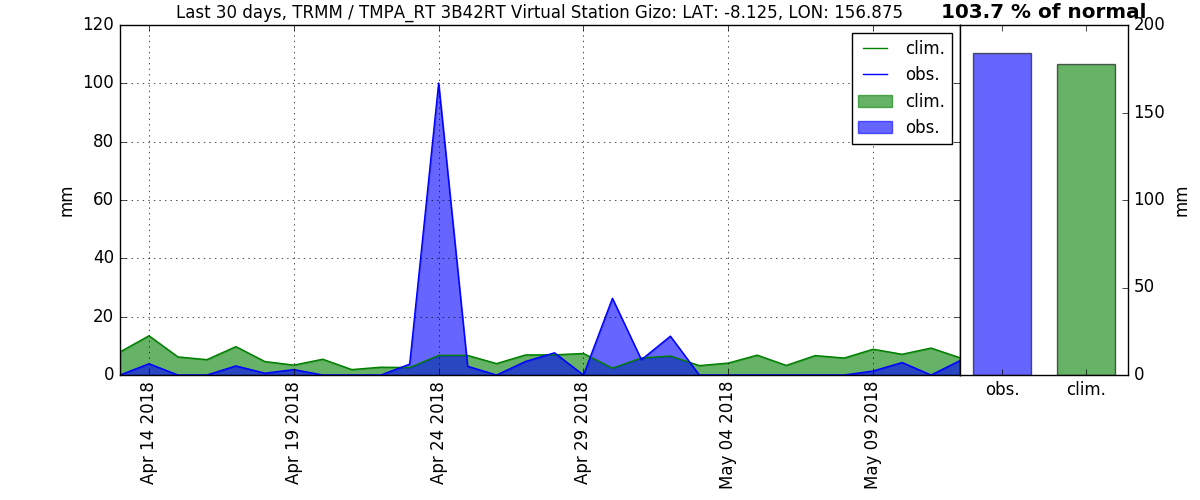 Last 30 days, TRMM / TMPA_RT 3B42RT Virtual Station Gizo: LAT: -8.125, LON: 156.875
103.7 % of normal
120
100
80
60
40
20
0
mm
clim.
obs.
clim.
obs.
Apr 14 2018
Apr 19 2018
Apr 24 2018
Apr 29 2018
May 04 2018
May 09 2018
200
150
100
50
0
mm
obs.
clim.